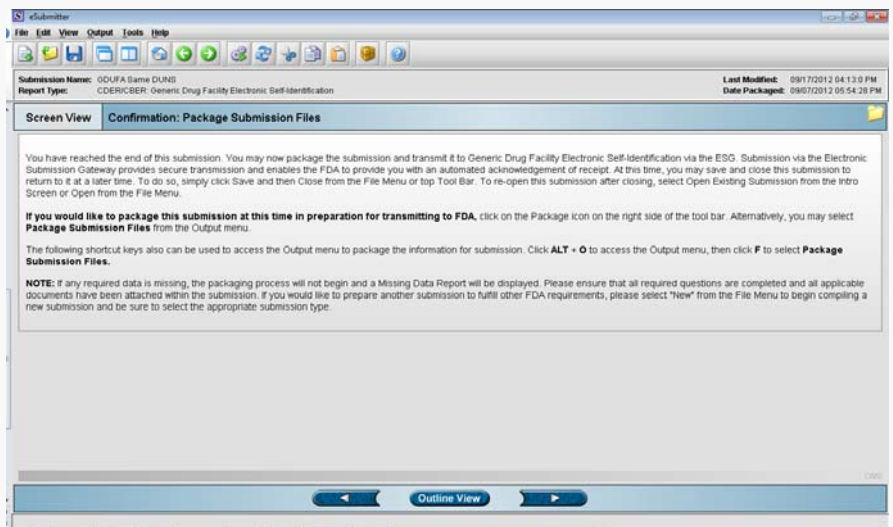 eSubmitter
File Edit View Output Tools Help
Submission Name: GDUFA Same DUNS
Last Modified: 09/17/2012 04:13:0 PM
Report Type: CDER/CBER: Generic Drug Facility Electronic Self-Identification
Date Packaged: 09/07/2012 05:54:28 PM
Screen View Confirmation: Package Submission Files
You have reached the end of this submission. You may now package the submission and transmit it to Generic Drug Facility Electronic Self-Identification via the ESG. Submission via the Electronic
Submission Gateway provides secure transmission and enables the FDA to provide you with an automated acknowledgement of receipt. At this time, you may save and close this submission to
return to it at a later time. To do so, simply click Save and then Close from the File Menu or top Tool Bar. To re-open this submission after closing, select Open Existing Submission from the Intro
Screen or Open from the File Menu.
If you would like to package this submission at this time in preparation for transmitting to FDA, click on the Package icon on the right side of the tool bar. Alternatively, you may select
Package Submission Files from the Output menu.
The following shortcut keys also can be used to access the Output menu to package the information for submission. Click ALT + O to access the Output menu, then click F to select Package
Submission Files.
NOTE: If any required data is missing, the packaging process will not begin and a Missing Data Report will be displayed. Please ensure that all required questions are completed and all applicable
documents have been attached within the submission. If you would like to prepare another submission to fulfill other FDA requirements, please select "New" from the File Menu to begin compiling a
new submission and be sure to select the appropriate submission type.
Outline View